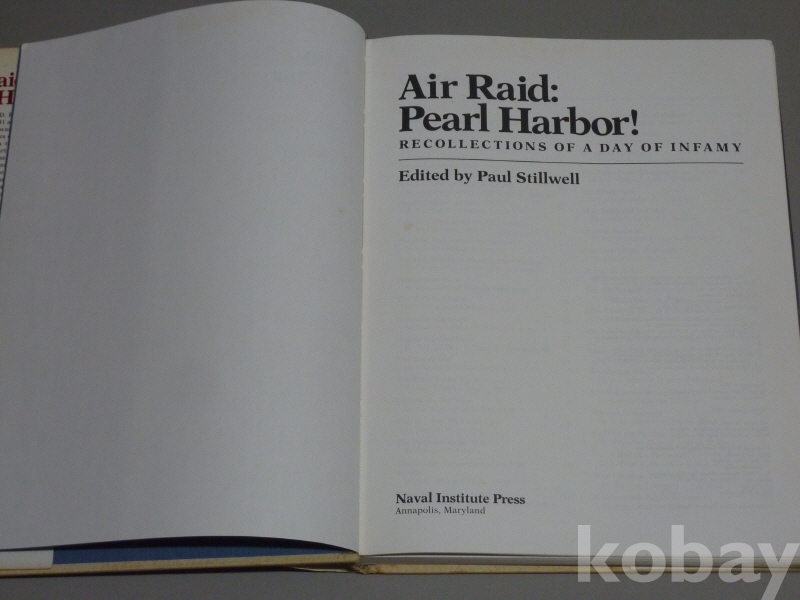 Air Raid:
Pearl Harbor!
RECOLLECTIONS OF A DAY OF INFAMY
Edited by Paul Stillwell
Naval Institute Press
Annapolis, Maryland
kobay